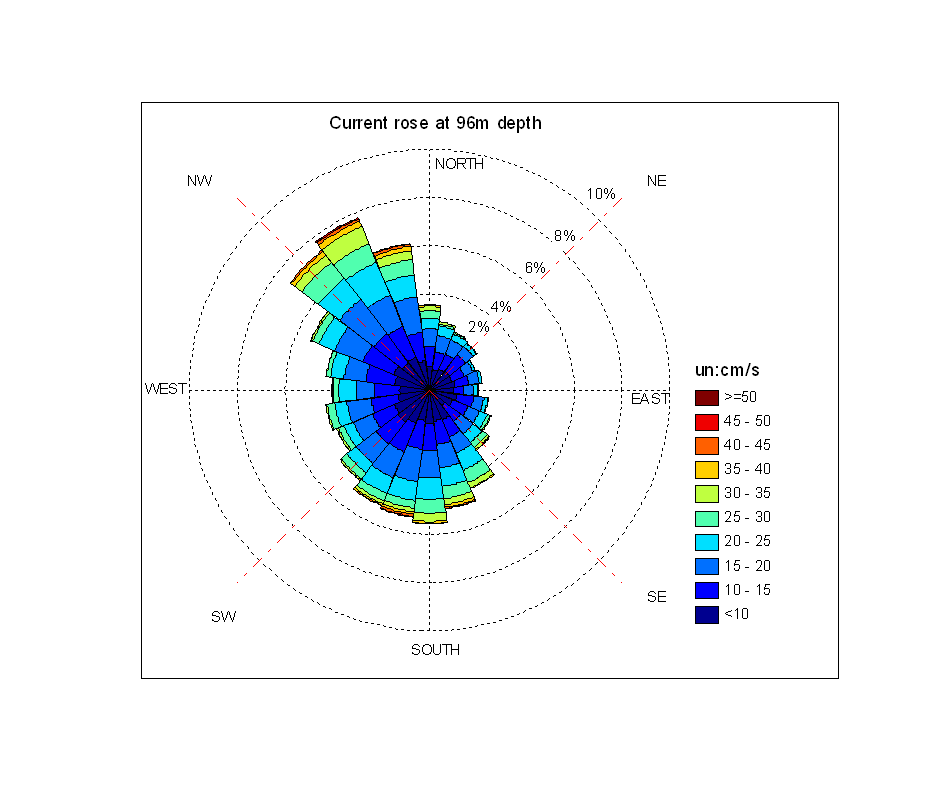 Current rose at 96m depth
NORTH
NW
NE
10%
8%
6%
4%
2%
WEST
EAST
SW
SE
SOUTH
un:cm/s
>=50
45 - 50
40 - 45
35 - 40
30 - 35
25 - 30
20 - 25
15 - 20
10 - 15
<10